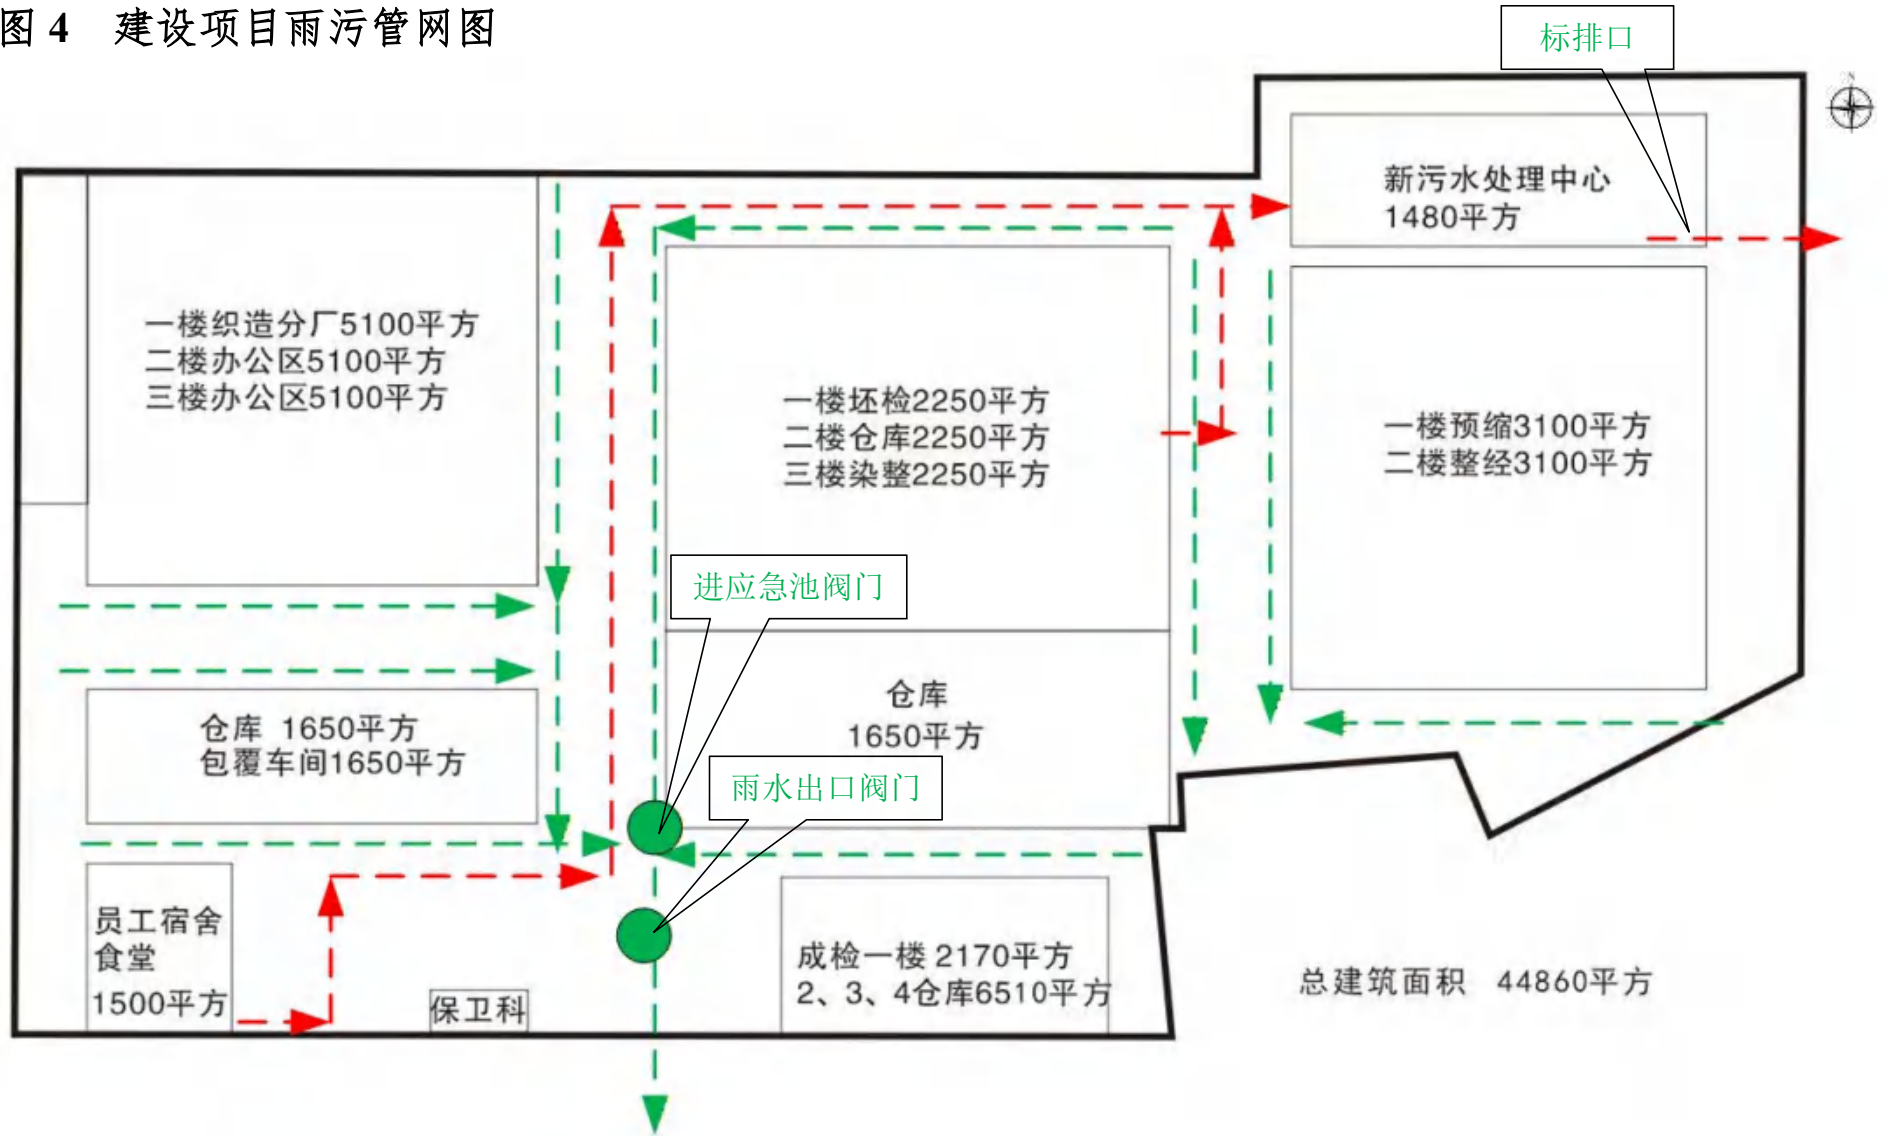 图 4 建设项目雨污管网图
标排口
N
新污水处理中心
1480平方
一楼织造分厂5100平方
二楼办公区5100平方
三楼办公区5100平方
一楼坯检2250平方
二楼仓库2250平方
三楼染整2250平方
一楼预缩3100平方
二楼整经3100平方
进应急池阀门
仓库
1650平方
仓库 1650平方
包覆车间1650平方
雨水出口阀门
员工宿舍
食堂
1500平方
保卫科
成检一楼 2170平方
2、3、4仓库6510平方
总建筑面积 44860平方